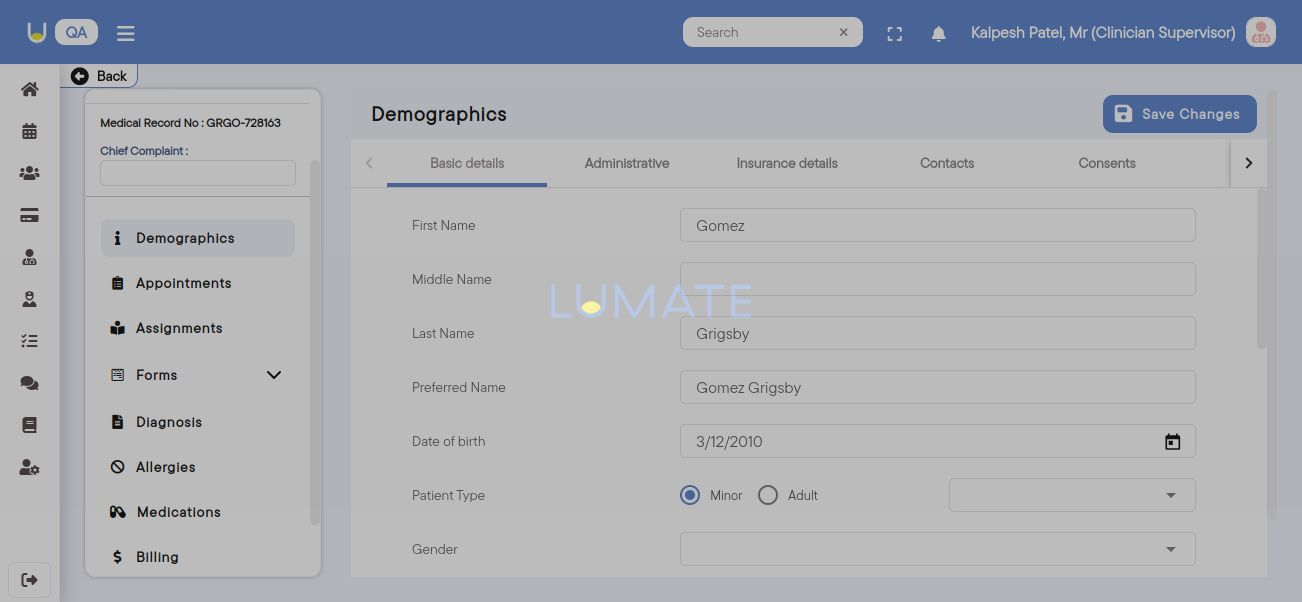 QA
Search
Kalpesh Patel, Mr (Clinician Supervisor)
Back
Medical Record No : GRGO-728163
Chief Complaint :
Demographics
Appointments
Assignments
Forms
Diagnosis
Allergies
Medications
Billing
Demographics
Save Changes
Basic details
Administrative
Insurance details
Contacts
Consents
First Name
Gomez
Middle Name
LUMATE
Last Name
Grigsby
Preferred Name
Gomez Grigsby
Date of birth
3/12/2010
Patient Type
Minor
Adult
Gender